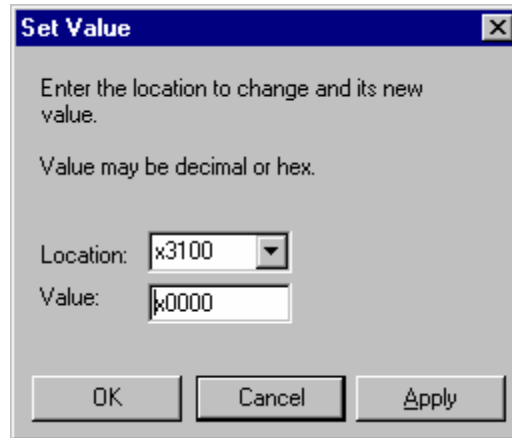 Set Value
Enter the location to change and its new
value.
Value may be decimal or hex.
Location: x3100
Value: x0000
OK Cancel Apply